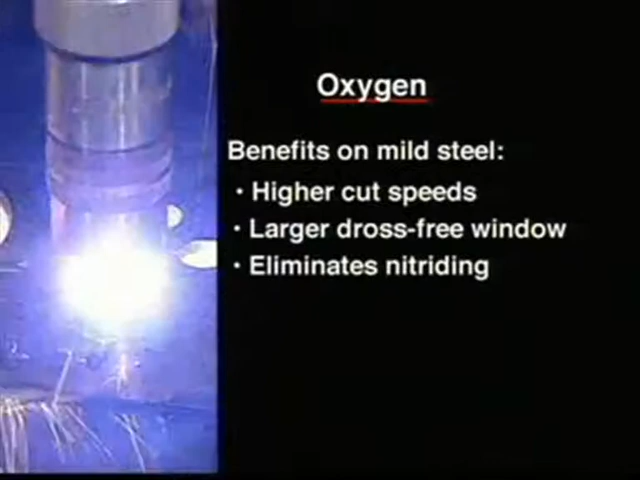 Oxygen
Benefits on mild steel:
• Higher cut speeds
• Larger dross-free window
• Eliminates nitriding